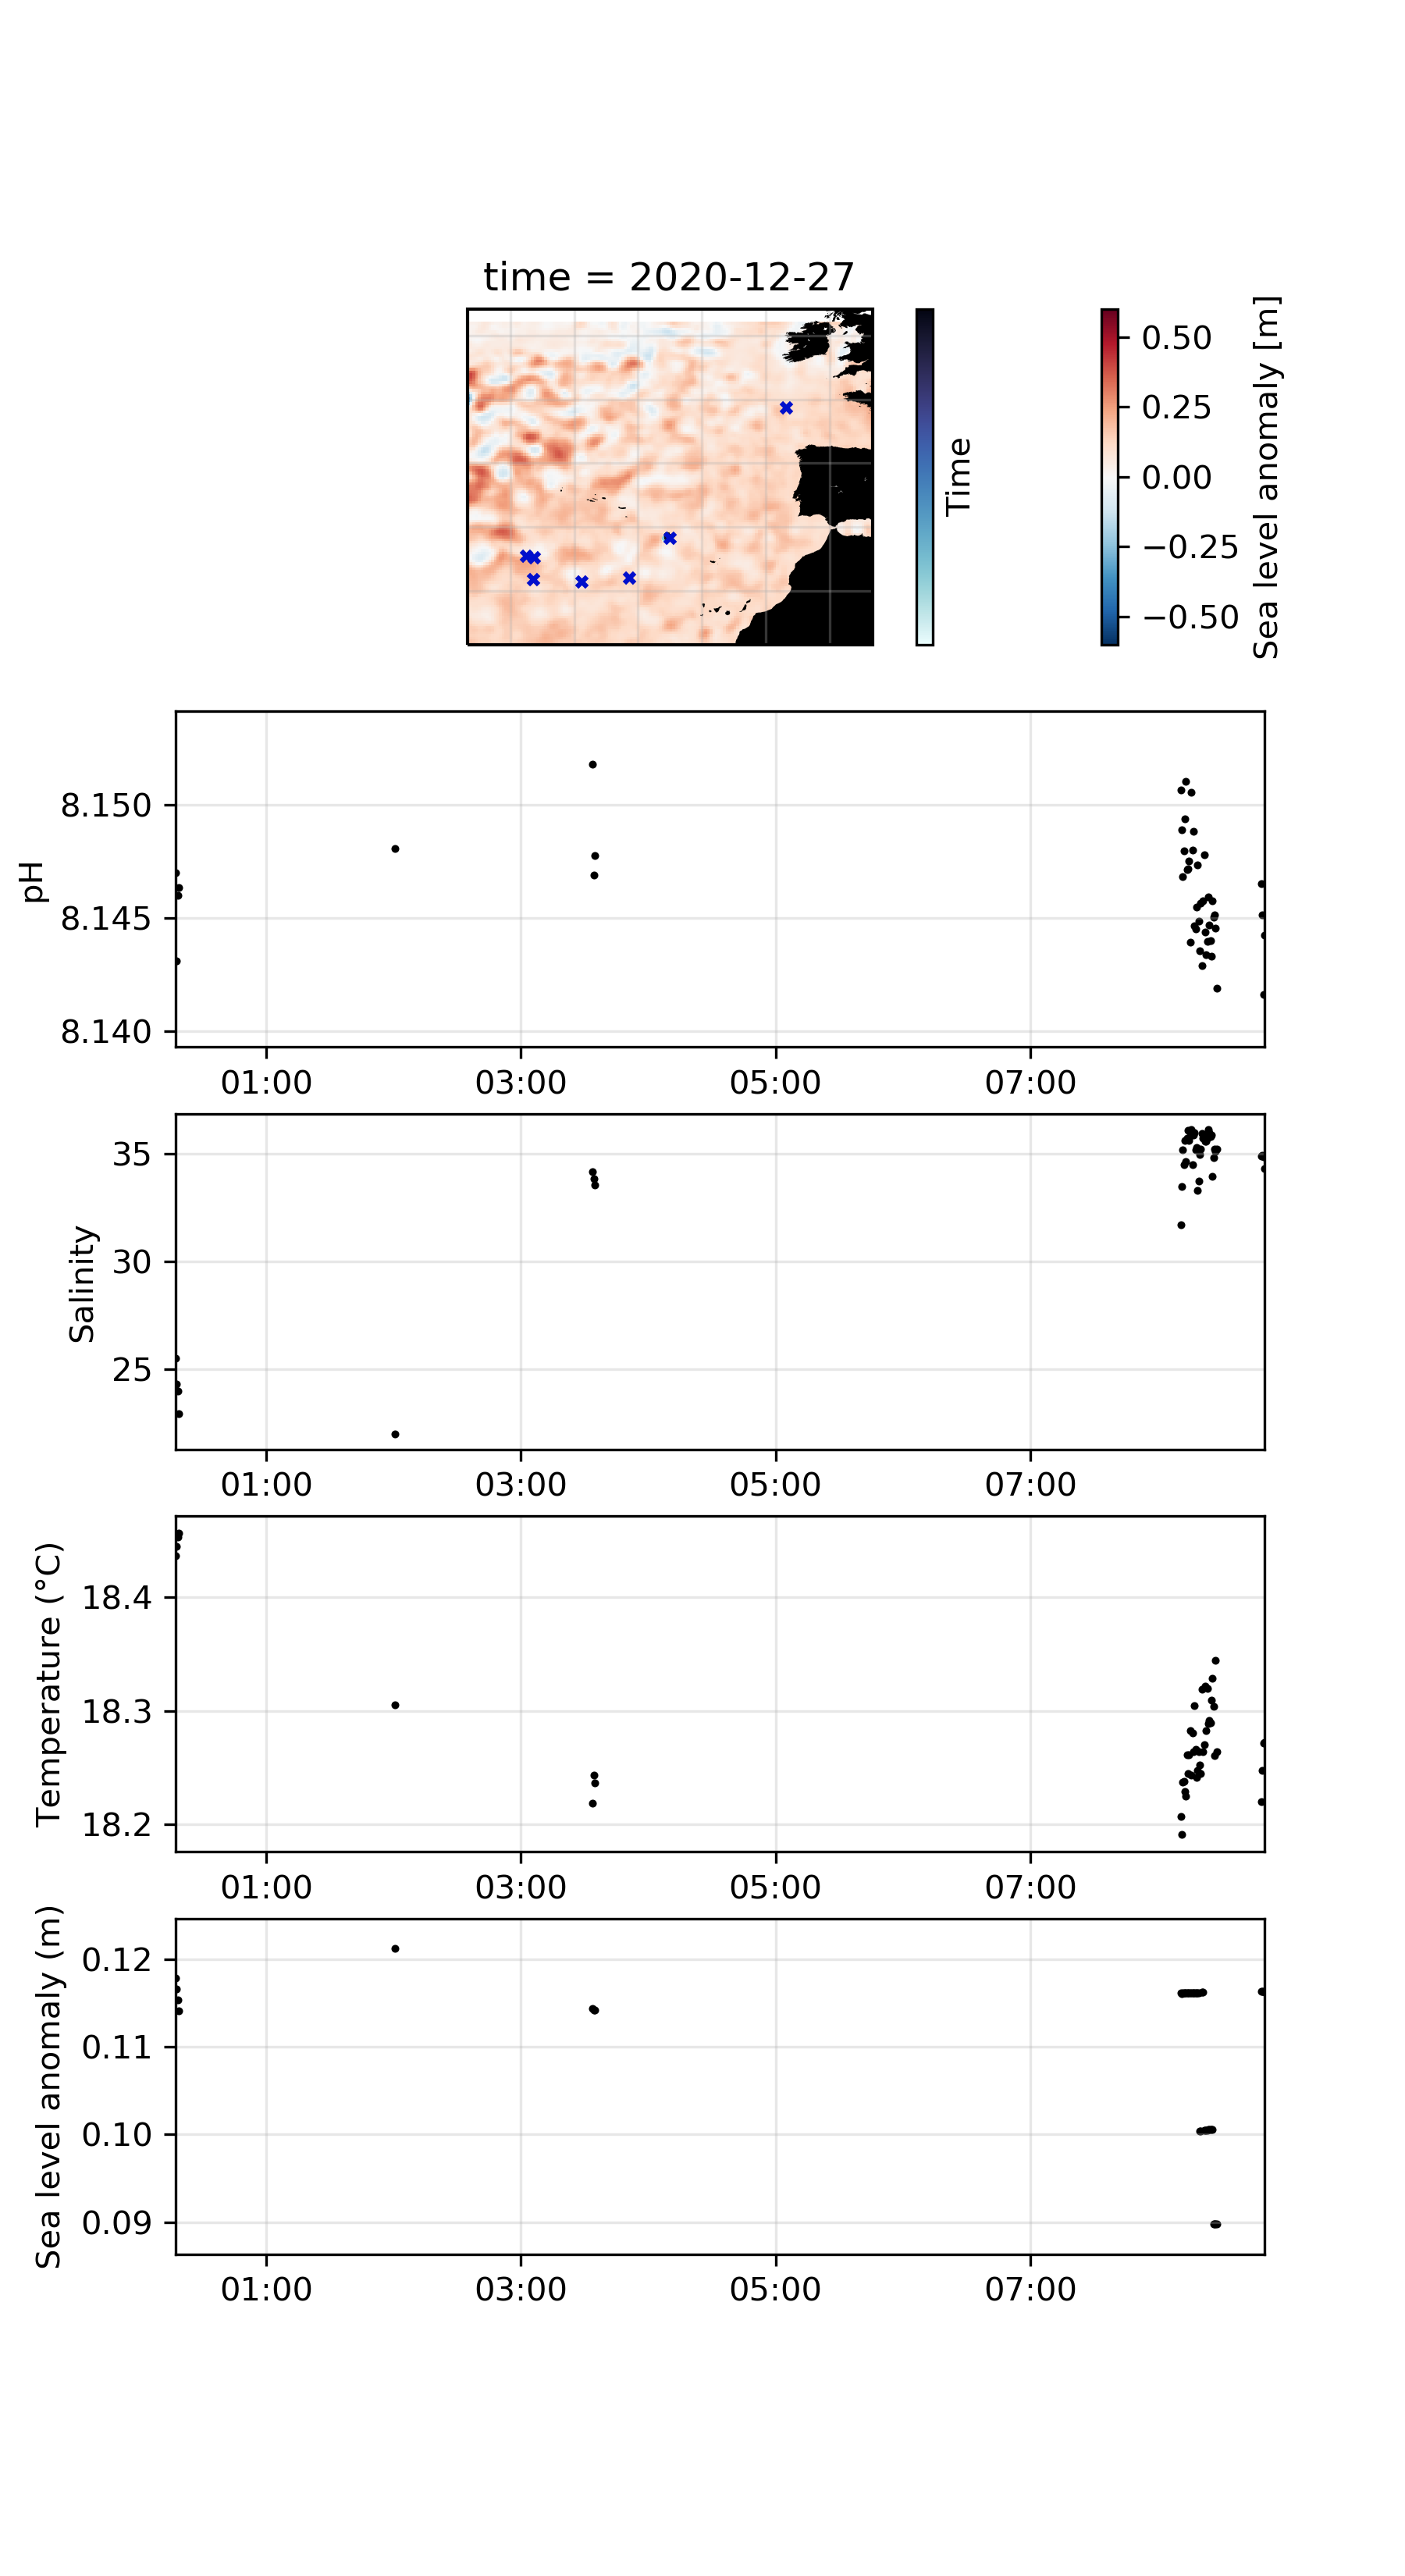 time = 2020-12-27
Time
0.50
0.25
0.00
−0.25
−0.50
Sea level anomaly [m]
pH
8.150
8.145
8.140
01:00 03:00 05:00 07:00
Salinity
35
30
25
01:00 03:00 05:00 07:00
Temperature (°C)
18.4
18.3
18.2
01:00 03:00 05:00 07:00
Sea level anomaly (m)
0.12
0.11
0.10
0.09
01:00 03:00 05:00 07:00